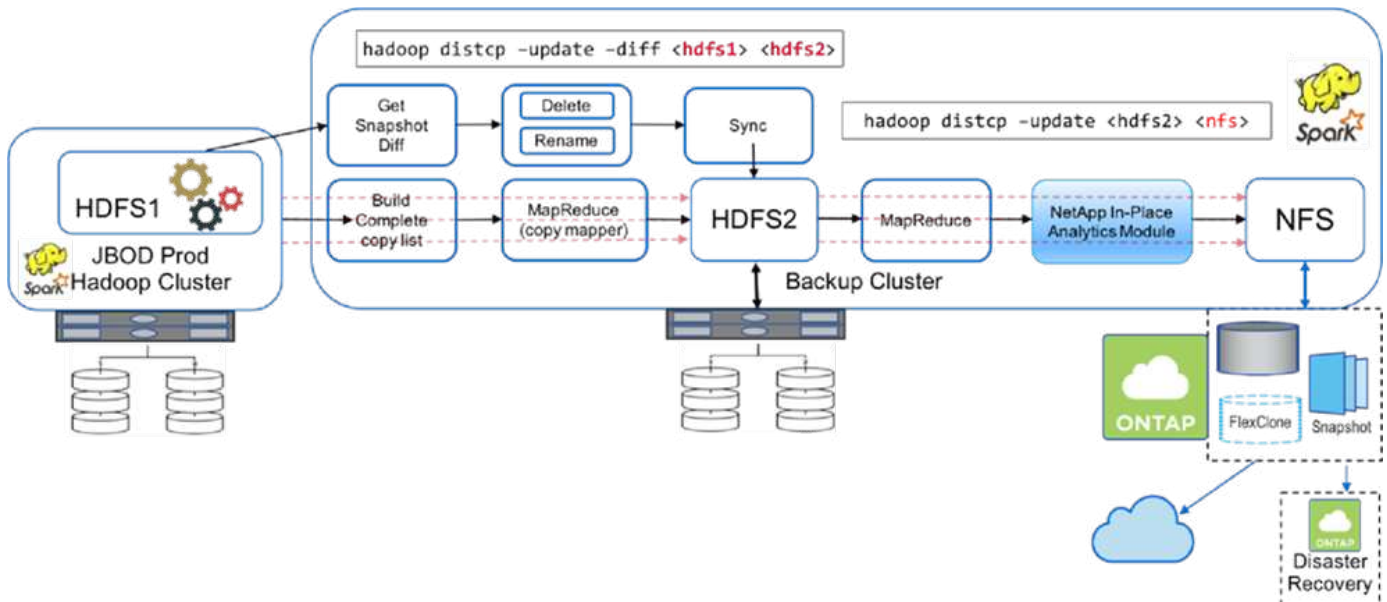 hadoop distcp –update –diff <hdfs1> <hdfs2>
Get
Snapshot
Diff
Delete
Rename
Sync
hadoop distcp –update <hdfs2> <nfs>
Spark
HDFS1
JBOD Prod
Hadoop Cluster
Spark
Build
Complete
copy list
MapReduce
(copy mapper)
HDFS2
MapReduce
NetApp In-Place
Analytics Module
NFS
Backup Cluster
ONTAP
FlexClone
Snapshot
Disaster
Recovery